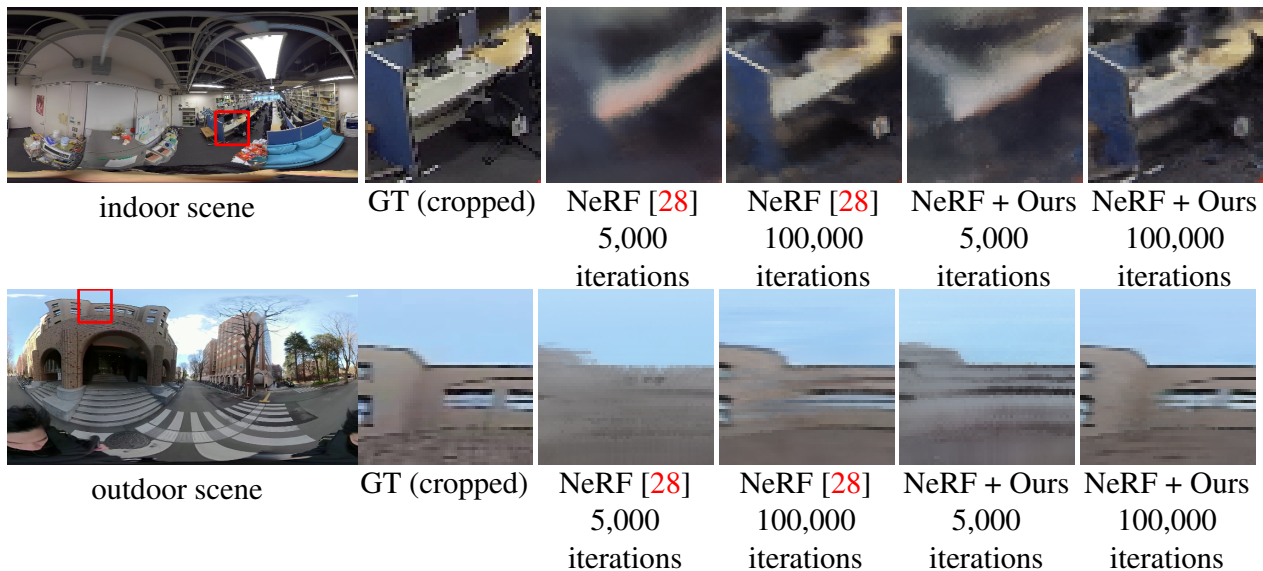 indoor scene
GT (cropped)
NeRF [28]
5,000
iterations
NeRF [28]
100,000
iterations
NeRF + Ours
5,000
iterations
NeRF + Ours
100,000
iterations
outdoor scene
GT (cropped)
NeRF [28]
5,000
iterations
NeRF [28]
100,000
iterations
NeRF + Ours
5,000
iterations
NeRF + Ours
100,000
iterations